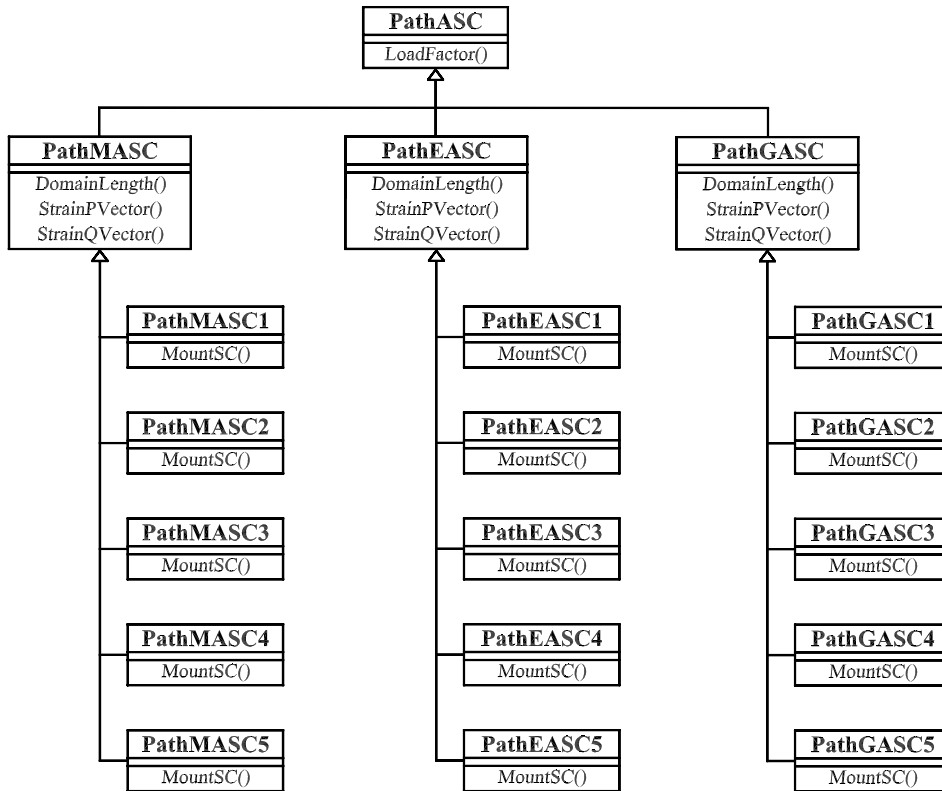 PathASC
LoadFactor()
PathMASC
DomainLength()
StrainPVector()
StrainQVector()
PathEASC
DomainLength()
StrainPVector()
StrainQVector()
PathGASC
DomainLength()
StrainPVector()
StrainQVector()
PathMASC1
MountSC()
PathEASC1
MountSC()
PathGASC1
MountSC()
PathMASC2
MountSC()
PathEASC2
MountSC()
PathGASC2
MountSC()
PathMASC3
MountSC()
PathEASC3
MountSC()
PathGASC3
MountSC()
PathMASC4
MountSC()
PathEASC4
MountSC()
PathGASC4
MountSC()
PathMASC5
MountSC()
PathEASC5
MountSC()
PathGASC5
MountSC()